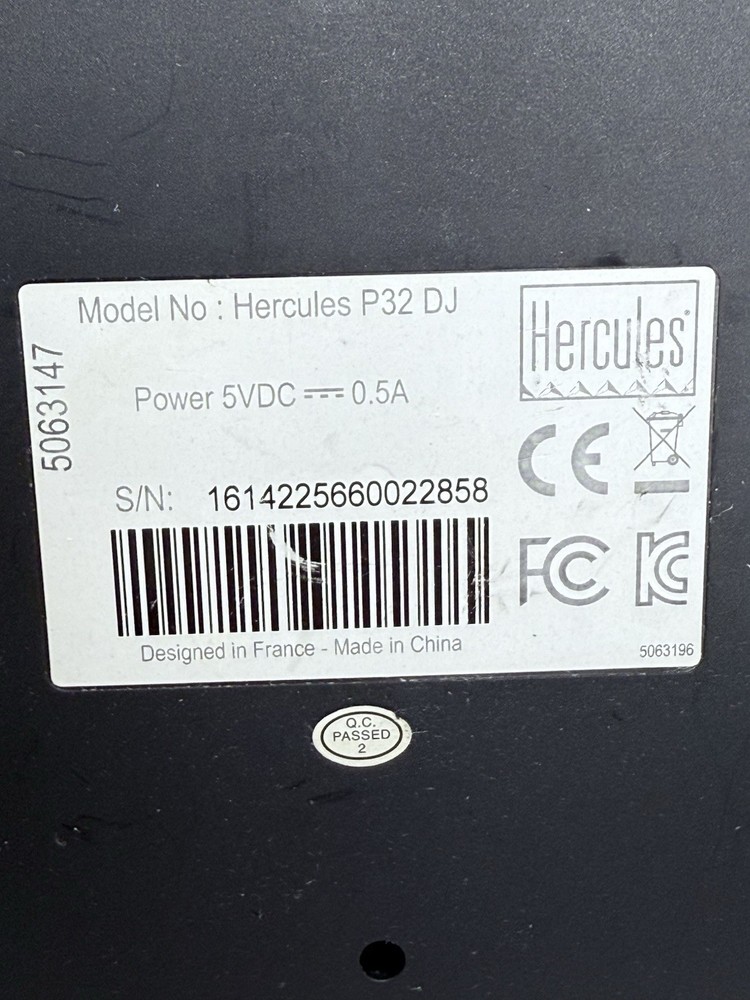 Model No : Hercules P32 DJ
Hercules®
5063147
Power 5VDC ⎓ 0.5A
CE
S/N: 1614225660022858
FC
KC
Designed in France - Made in China
5063196
Q.C.
PASSED
2